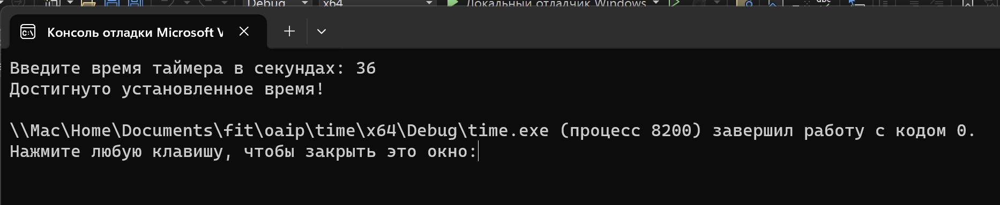 Debug x64 Локальный отладчик Windows
Консоль отладки Microsoft V
Введите время таймера в секундах: 36
Достигнуто установленное время!
\\Mac\Home\Documents\fit\oaip\time\x64\Debug\time.exe (процесс 8200) завершил работу с кодом 0.
Нажмите любую клавишу, чтобы закрыть это окно: